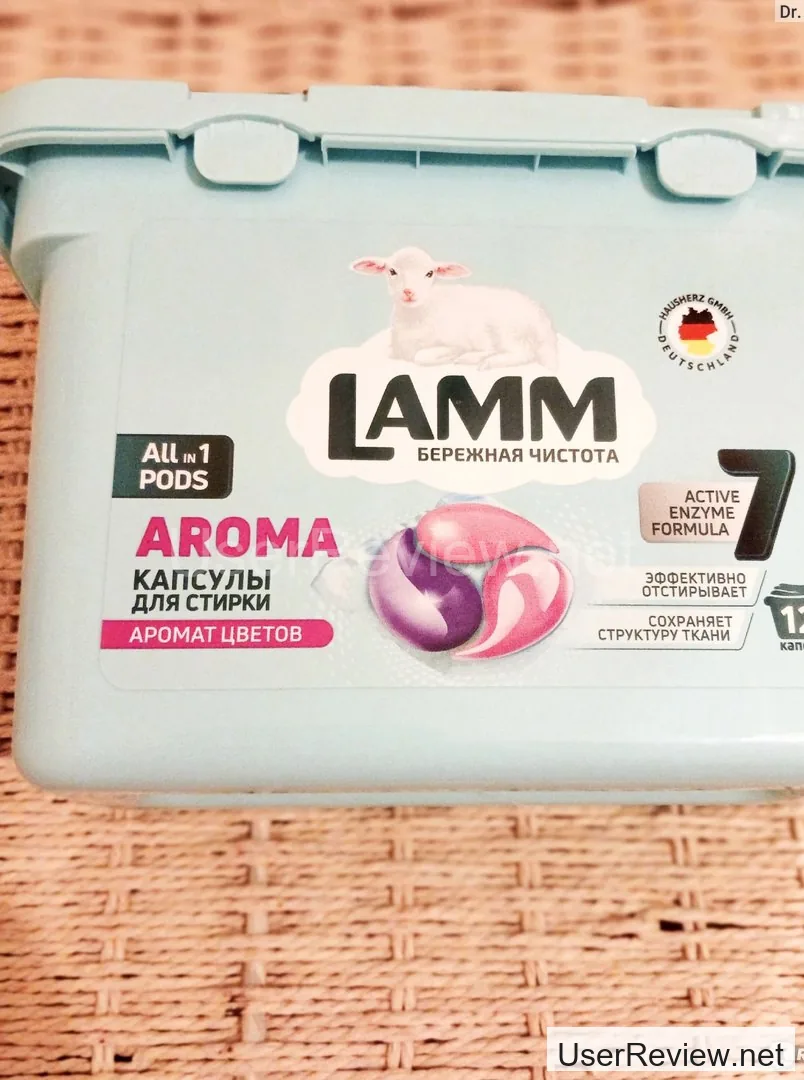 Dr.
HAUSHERZ GMBH
DEUTSCHLAND
LAMM
БЕРЕЖНАЯ ЧИСТОТА
All IN 1
PODS
AROMA
КАПСУЛЫ
ДЛЯ СТИРКИ
АРОМАТ ЦВЕТОВ
7
ACTIVE
ENZYME
FORMULA
ЭФФЕКТИВНО
ОТСТИРЫВАЕТ
СОХРАНЯЕТ
СТРУКТУРУ ТКАНИ
UserReview.net